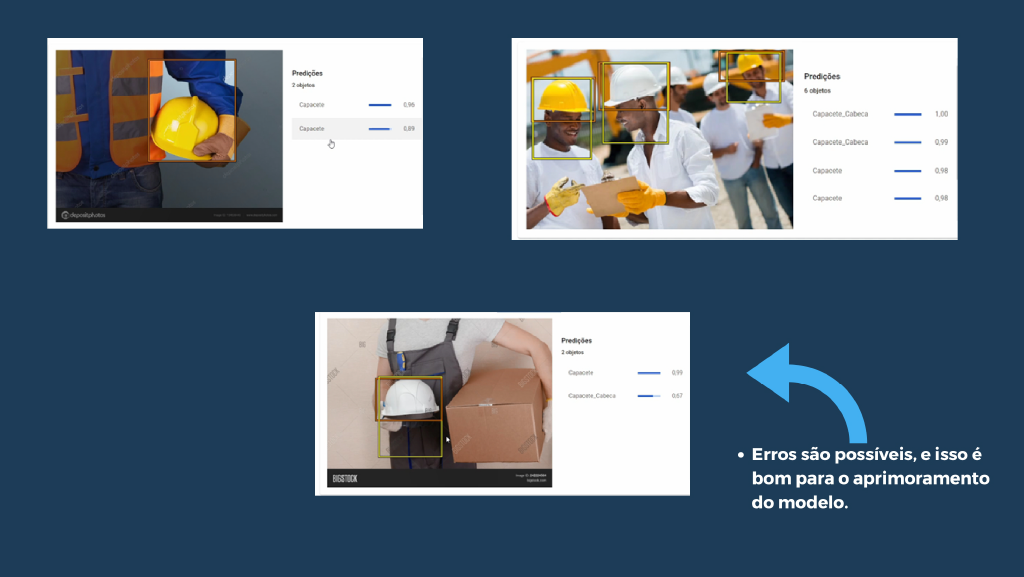 Predições
2 objetos
Capacete 0,96
Capacete 0,89
depositphotos
Predições
6 objetos
Capacete_Cabeca 1,00
Capacete_Cabeca 0,99
Capacete 0,98
Capacete 0,98
Predições
2 objetos
Capacete 0,99
Capacete_Cabeca 0,67
BIGSTOCK
• Erros são possíveis, e isso é
bom para o aprimoramento
do modelo.